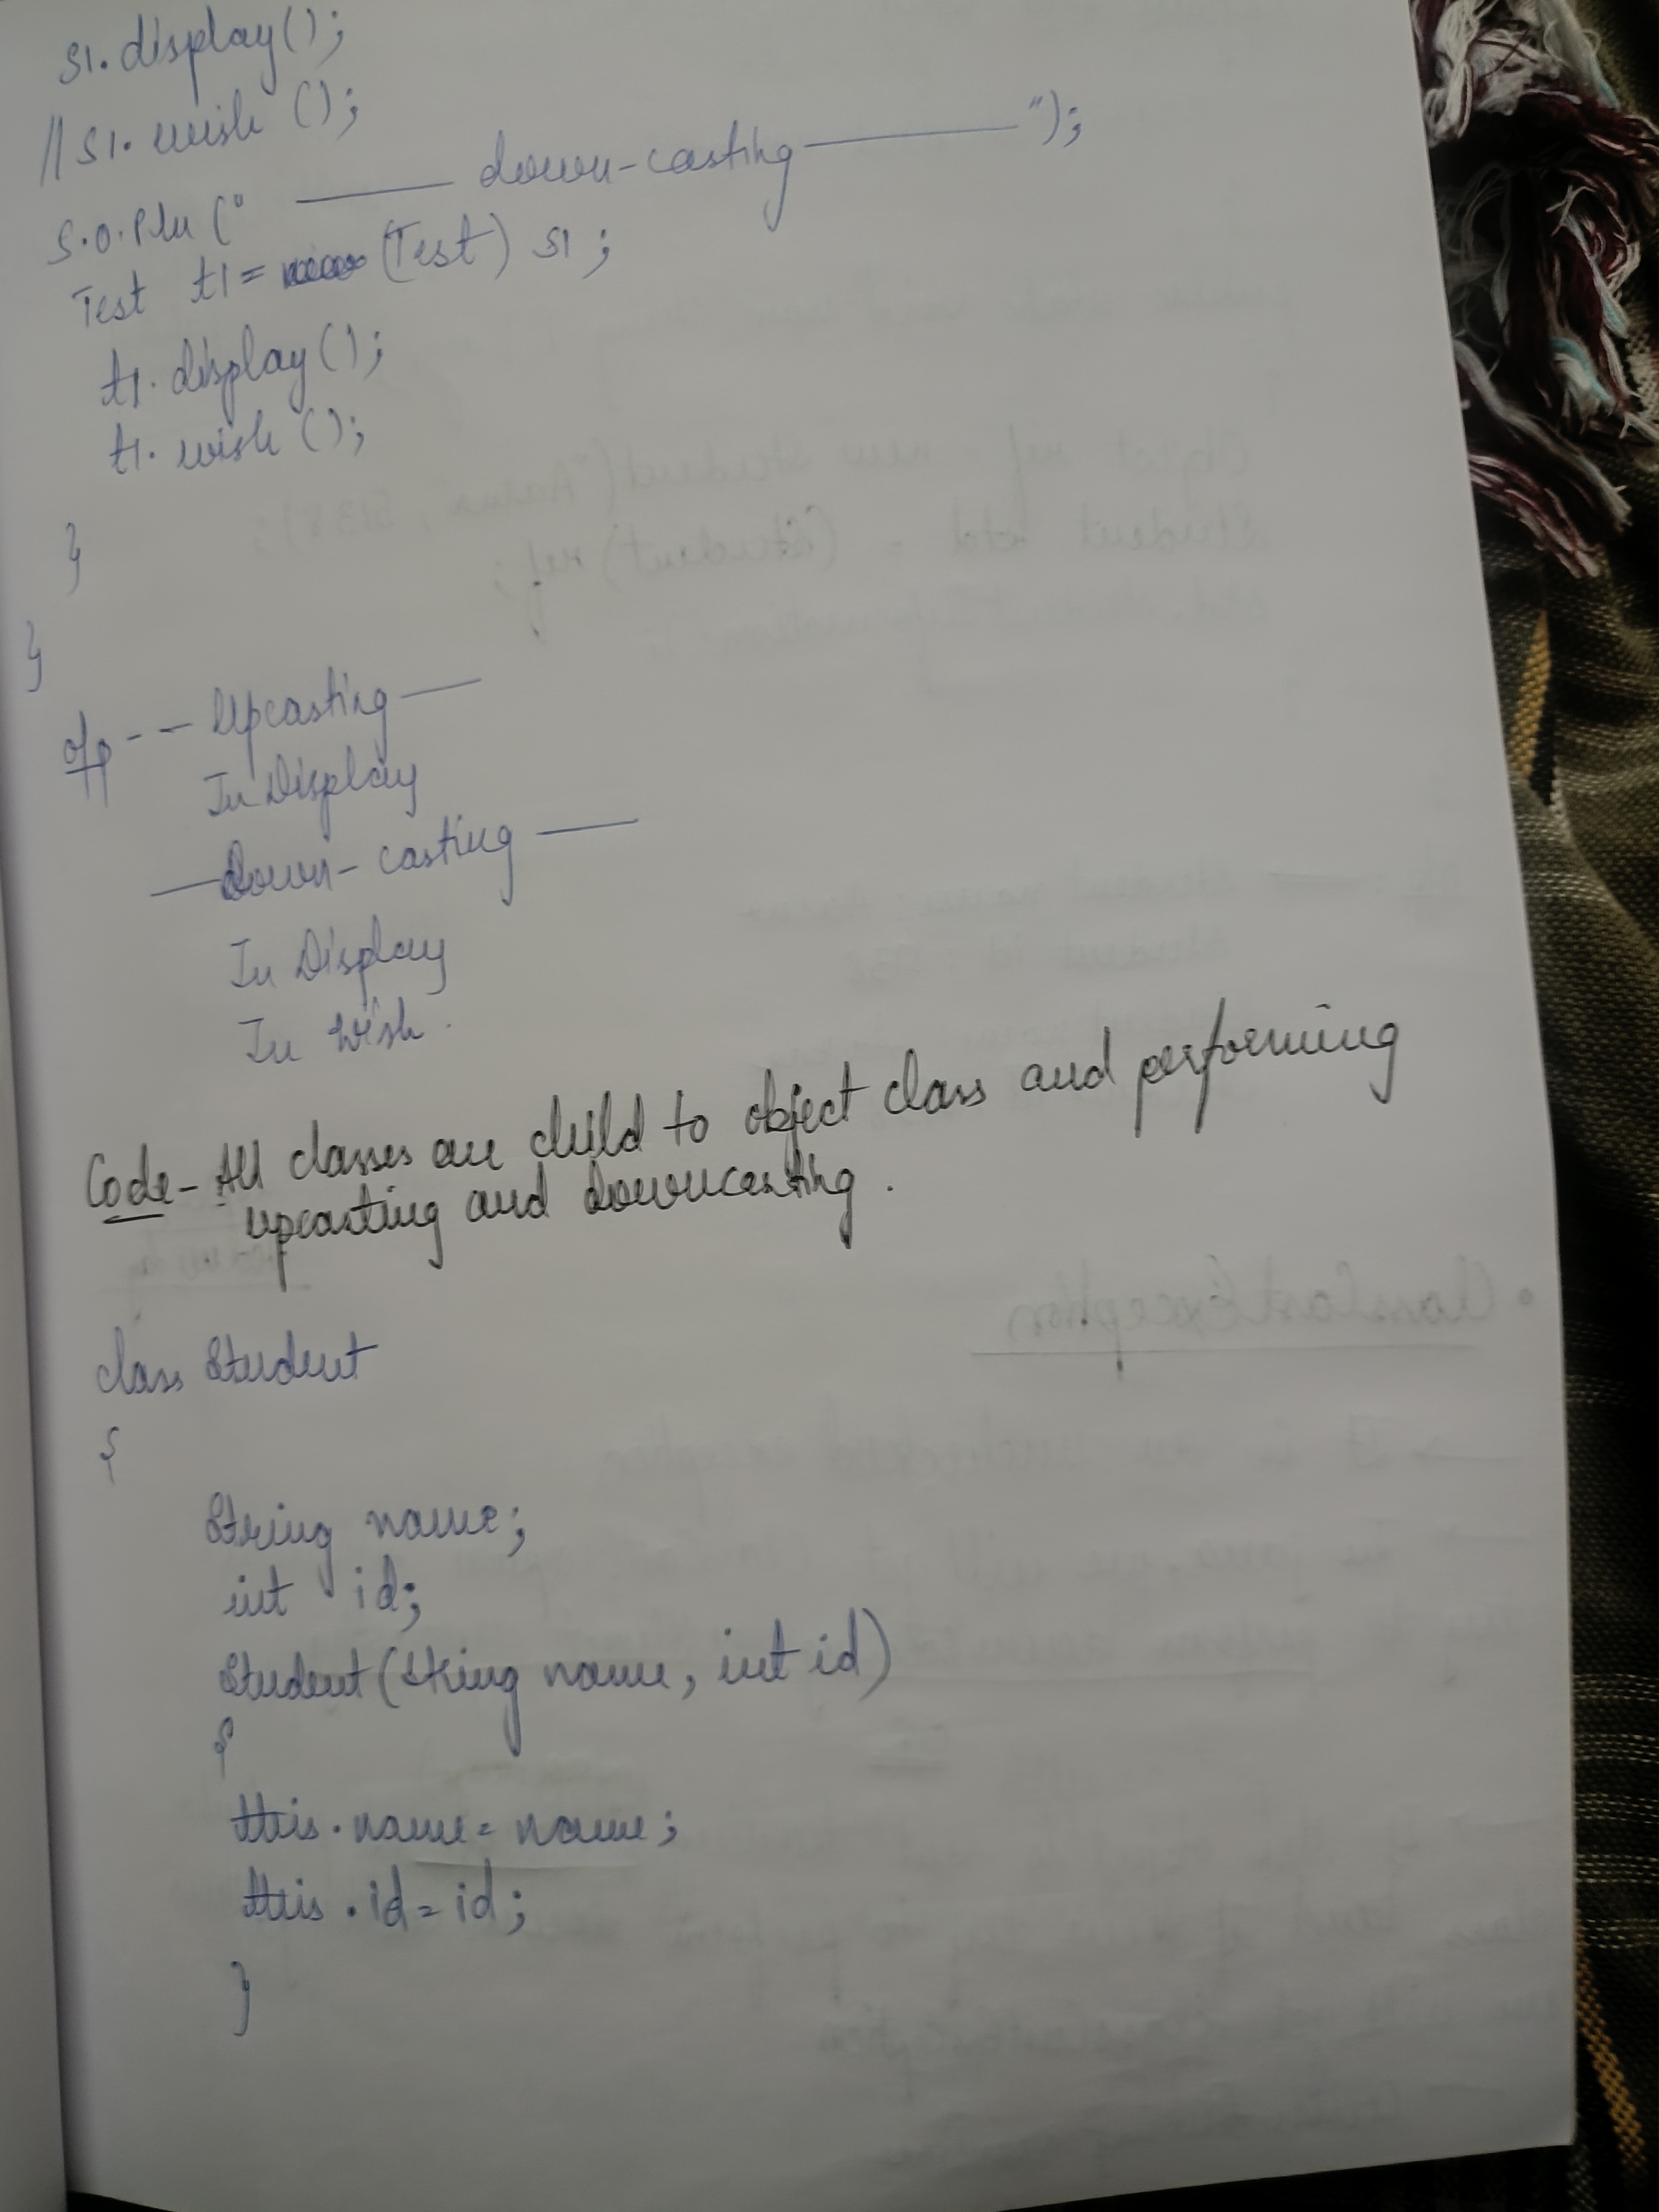 s1.display();
//s1.wish();
S.O.Pln("—— down-casting ———");
Test t1= (Test) s1;
t1.display();
t1.wish();
}
}
o/p -- — Upcasting —
In Display
— Down-casting —
In Display
In Wish.
Code - All classes are child to object class and performing
upcasting and downcasting.
class Student
{
String name;
int id;
Student(String name, int id)
{
this.name = name;
this.id = id;
}